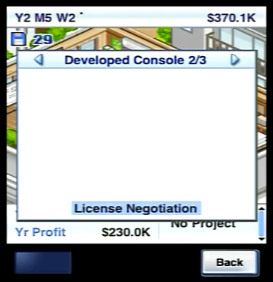 Y2 M5 W2 $370.1K
29
Developed Console 2/3
License Negotiation
No Project
Yr Profit $230.0K
Back